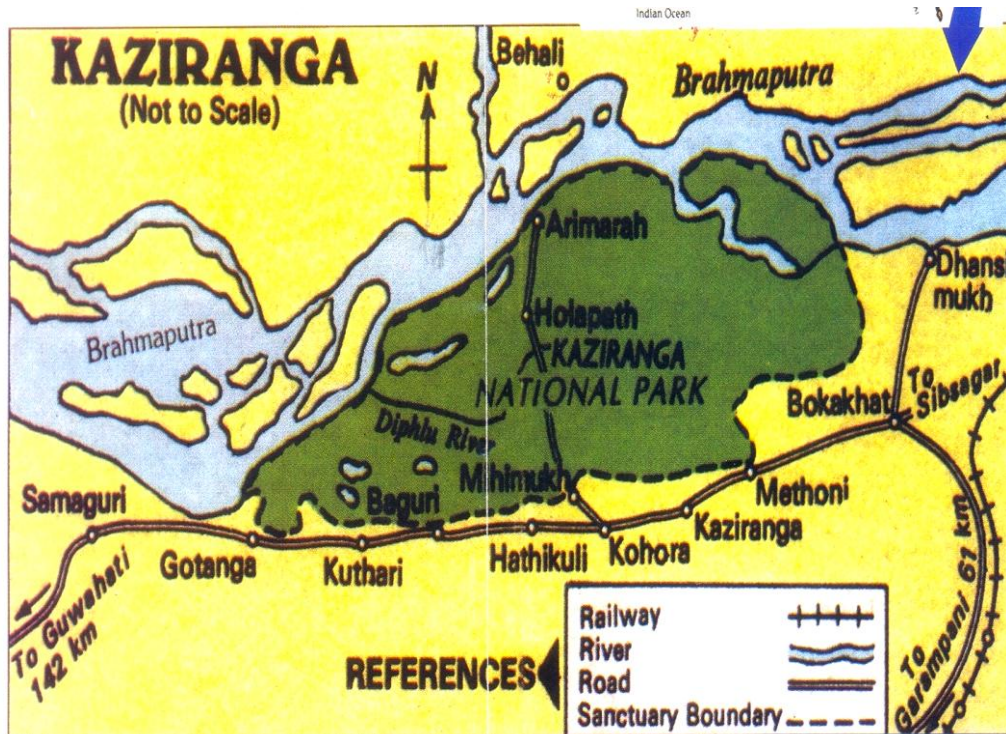 Indian Ocean
KAZIRANGA
(Not to Scale)
N
Behali
Brahmaputra
Arimarah
Dhansi
mukh
Holapath
Brahmaputra
KAZIRANGA
NATIONAL PARK
To
Sibsagar
Bokakhat
Diphlu River
Mihimukh
Methoni
Baguri
Samaguri
Kaziranga
Gotanga
Kuthari
Hathikuli
Kohora
To Guwahati
142 km
To
Garampani 67 km
REFERENCES
Railway
River
Road
Sanctuary Boundary